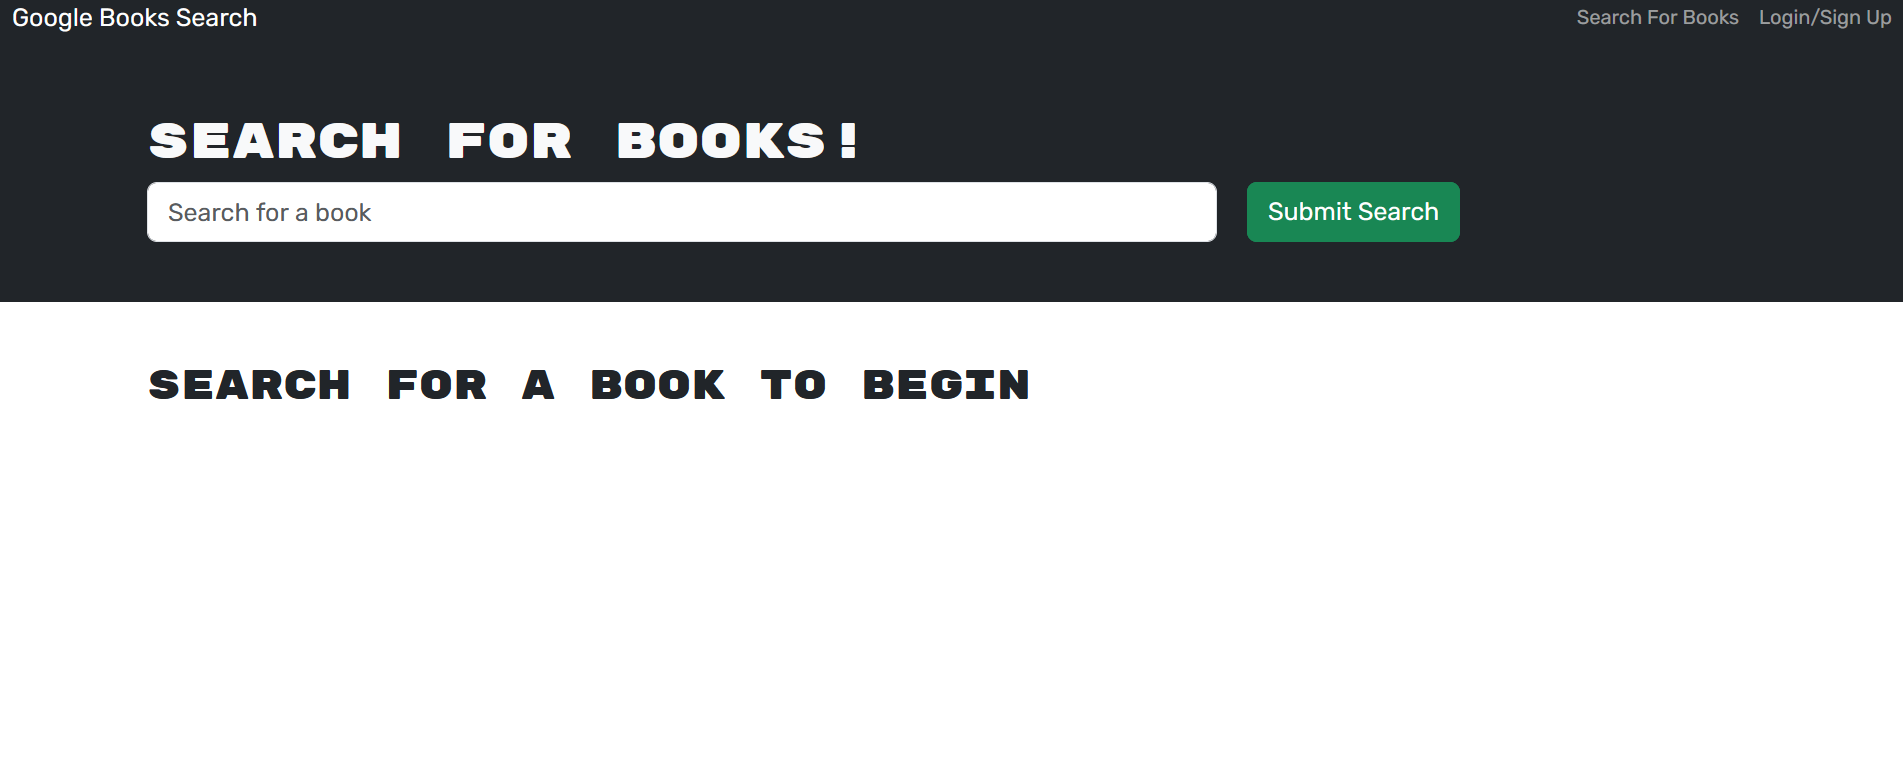 Google Books Search
Search For Books
Login/Sign Up
SEARCH FOR BOOKS!
Search for a book
Submit Search
SEARCH FOR A BOOK TO BEGIN